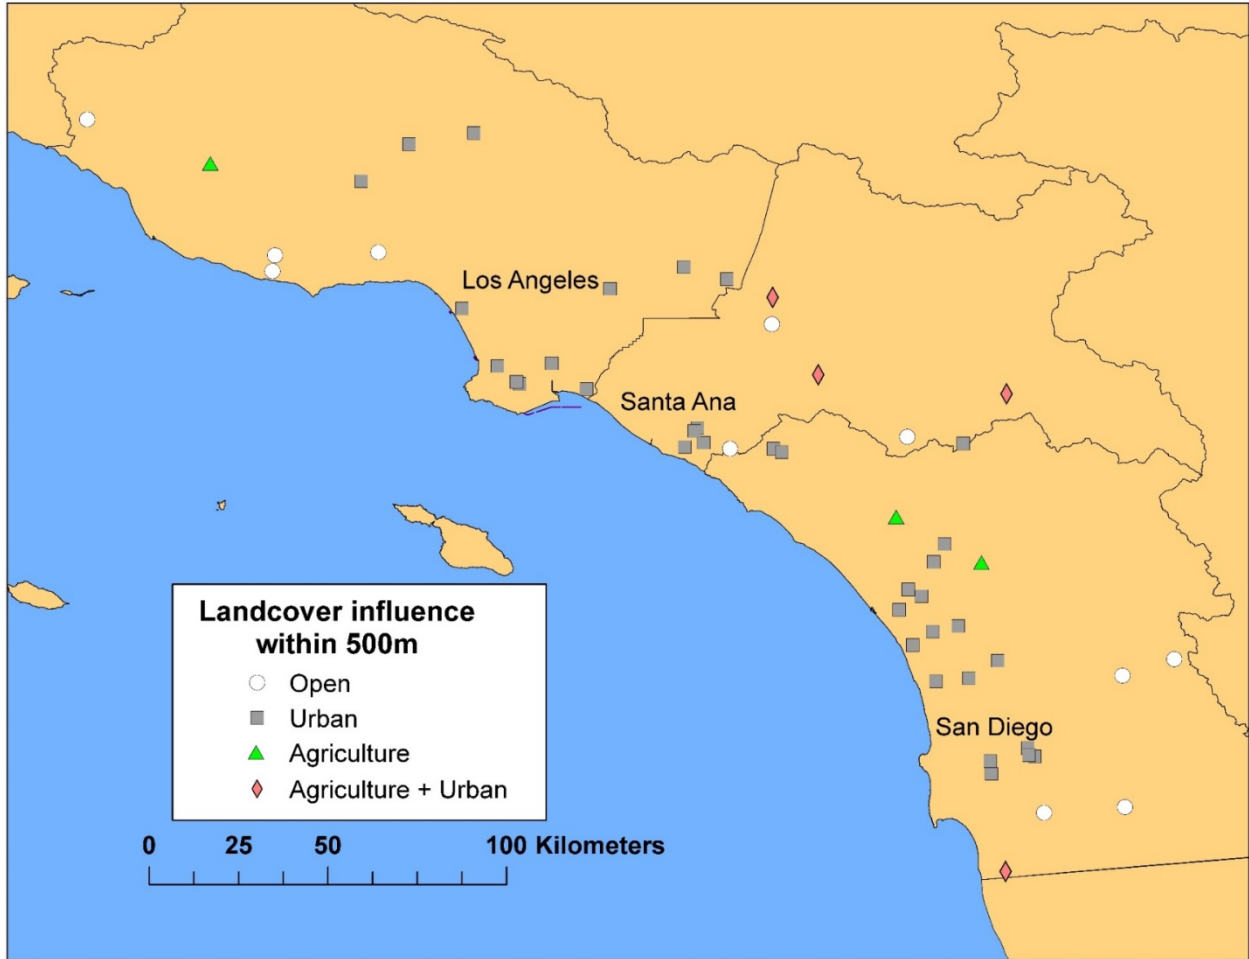 Los Angeles
Santa Ana
Landcover influence
within 500m
Open
Urban
Agriculture
Agriculture + Urban
San Diego
0 25 50 100 Kilometers